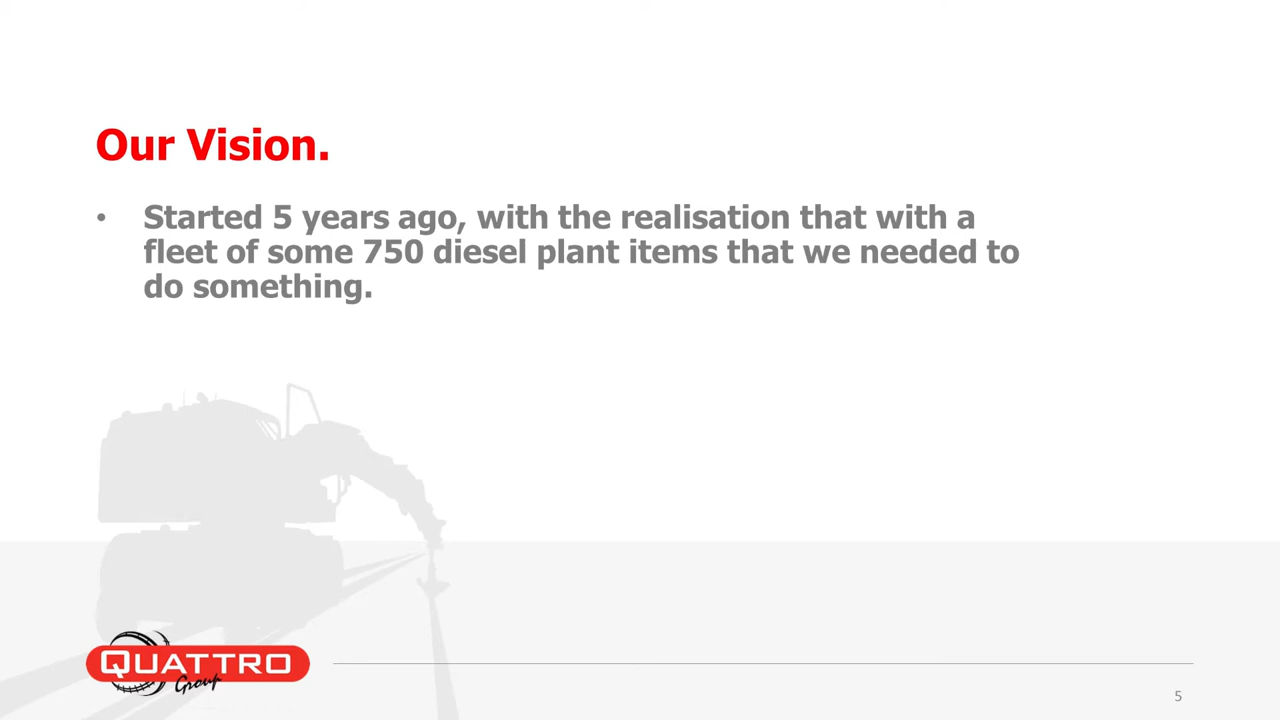 Our Vision.
• Started 5 years ago, with the realisation that with a
fleet of some 750 diesel plant items that we needed to
do something.
QUATTRO
Group
5